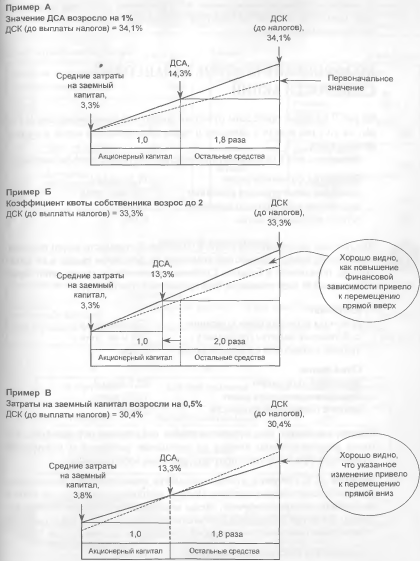 Пример А
Значение ДСА возросло на 1%
ДСК (до выплаты налогов) = 34,1%
ДСК
(до налогов),
34,1%
ДСА,
14,3%
Средние затраты
на заемный
капитал,
3,3%
Первоначальное
значение
1,0
1,8 раза
Акционерный капитал
Остальные средства
Пример Б
Коэффициент квоты собственника возрос до 2
ДСК (до выплаты налогов) = 33,3%
ДСК
(до налогов),
33,3%
ДСА,
13,3%
Средние затраты
на заемный
капитал,
3,3%
Хорошо видно,
как повышение
финансовой
зависимости привело
к перемещению
прямой вверх
1,0
2,0 раза
Акционерный капитал
Остальные средства
Пример В
Затраты на заемный капитал возросли на 0,5%
ДСК (до выплаты налогов) = 30,4%
ДСК
(до налогов),
30,4%
ДСА,
13,3%
Средние затраты
на заемный
капитал,
3,8%
Хорошо видно,
что указанное
изменение привело
к перемещению
прямой вниз
1,0
1,8 раза
Акционерный капитал
Остальные средства